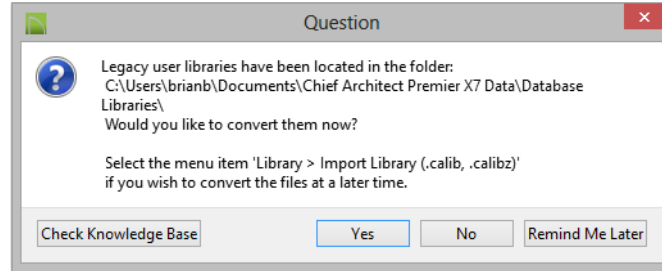 Question
Legacy user libraries have been located in the folder:
C:\Users\brianb\Documents\Chief Architect Premier X7 Data\Database
Libraries\
Would you like to convert them now?
Select the menu item 'Library > Import Library (.calib, .calibz)'
if you wish to convert the files at a later time.
Check Knowledge Base
Yes
No
Remind Me Later